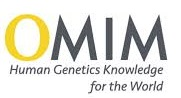 OMIM
Human Genetics Knowledge
for the World